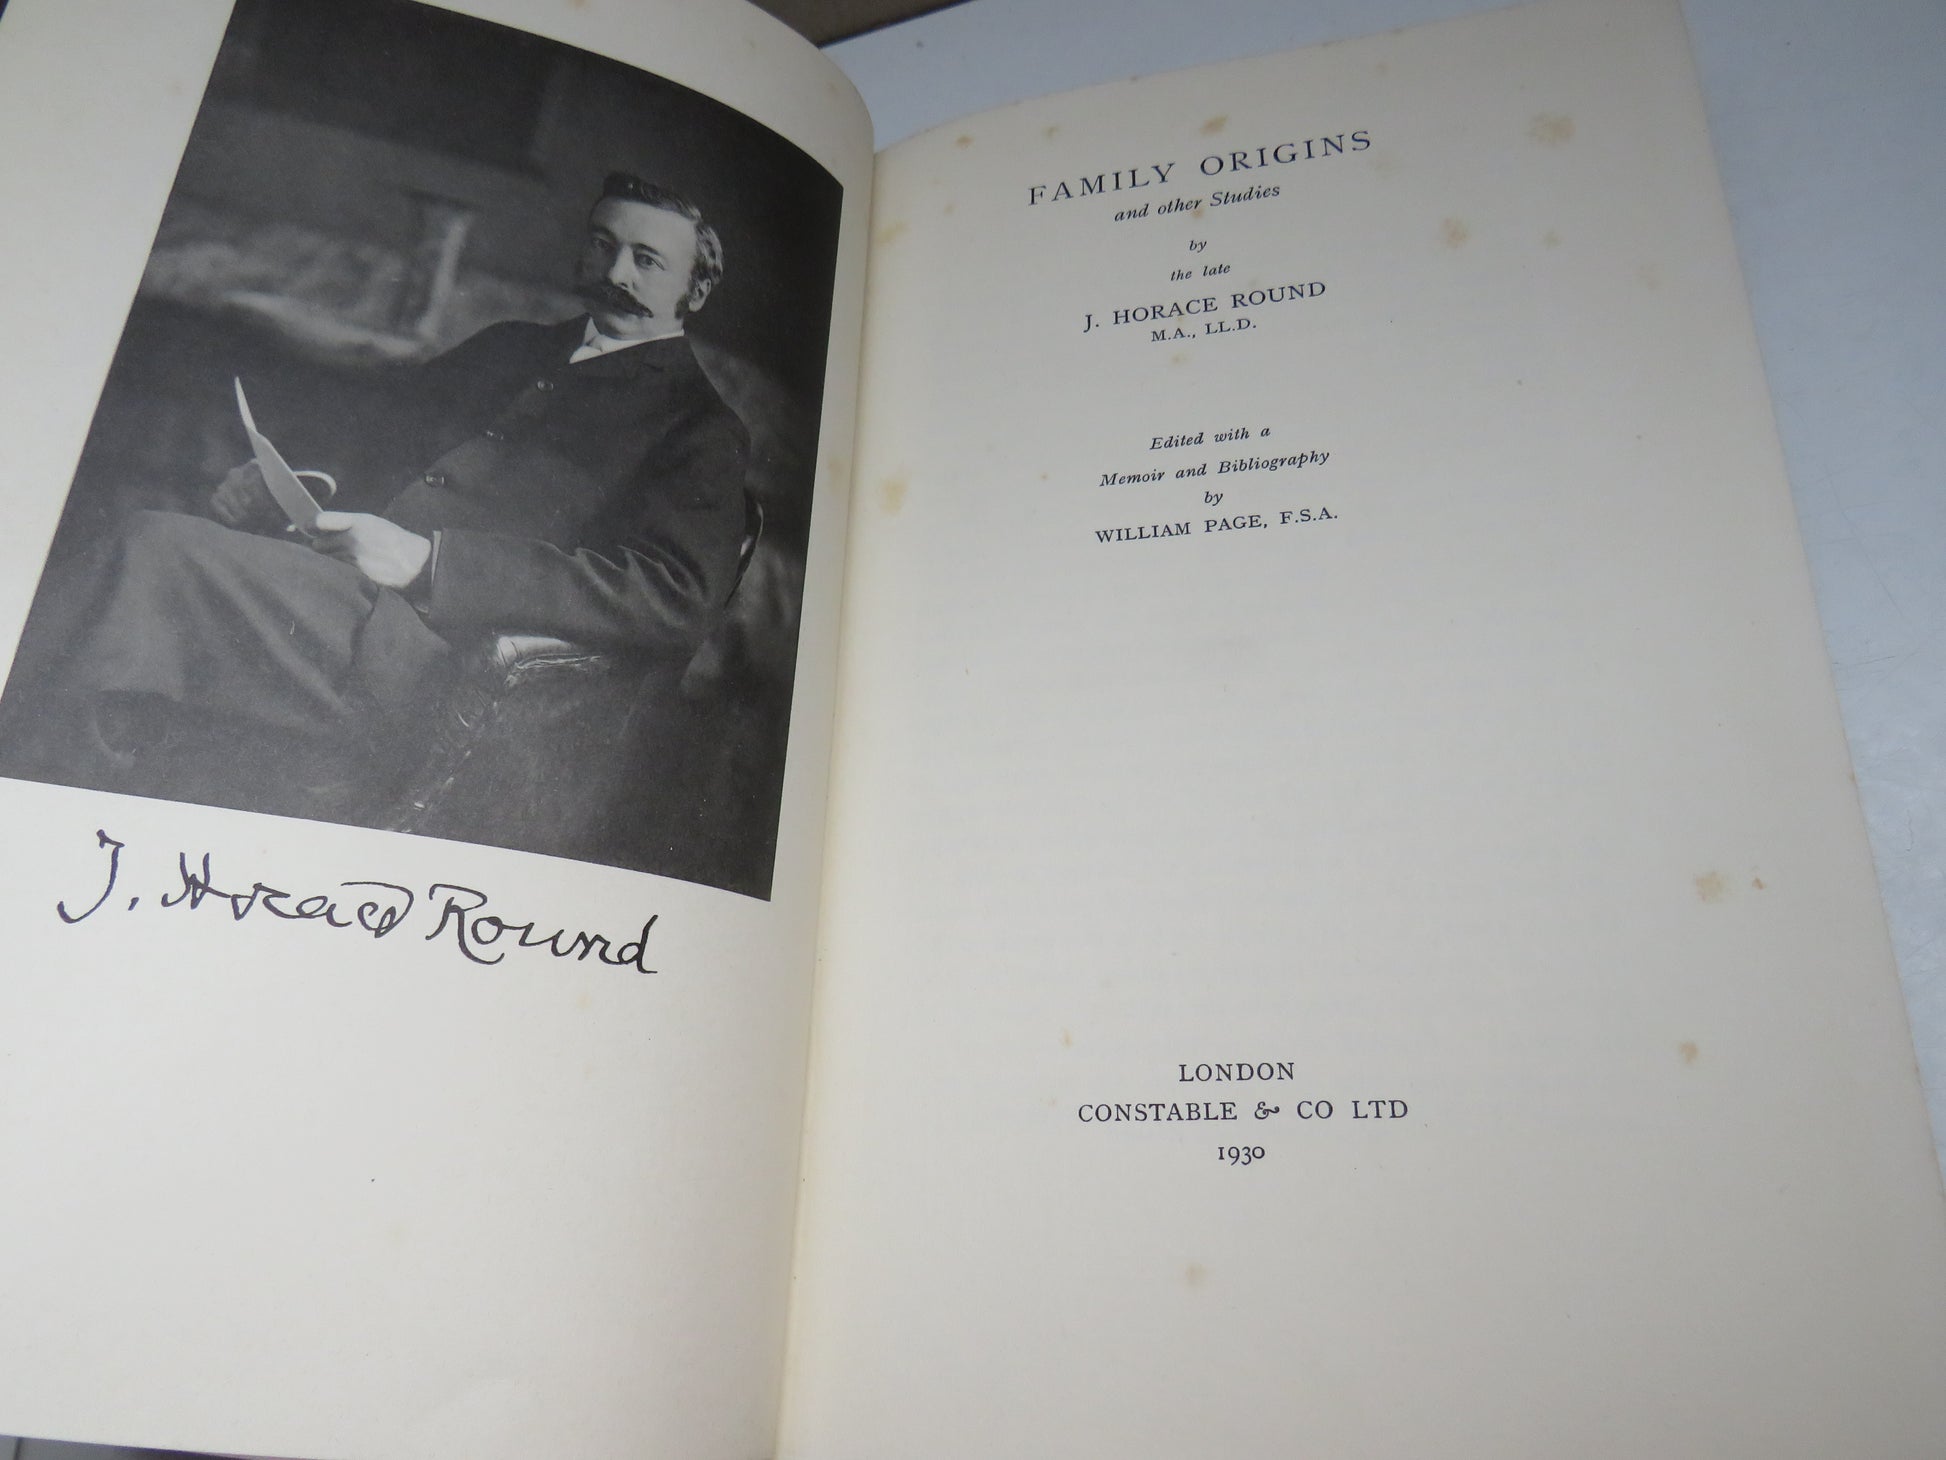 J. Horace Round
FAMILY ORIGINS
and other Studies
by
the late
J. HORACE ROUND
M.A., LL.D.
Edited with a
Memoir and Bibliography
by
WILLIAM PAGE, F.S.A.
LONDON
CONSTABLE & CO LTD
1930